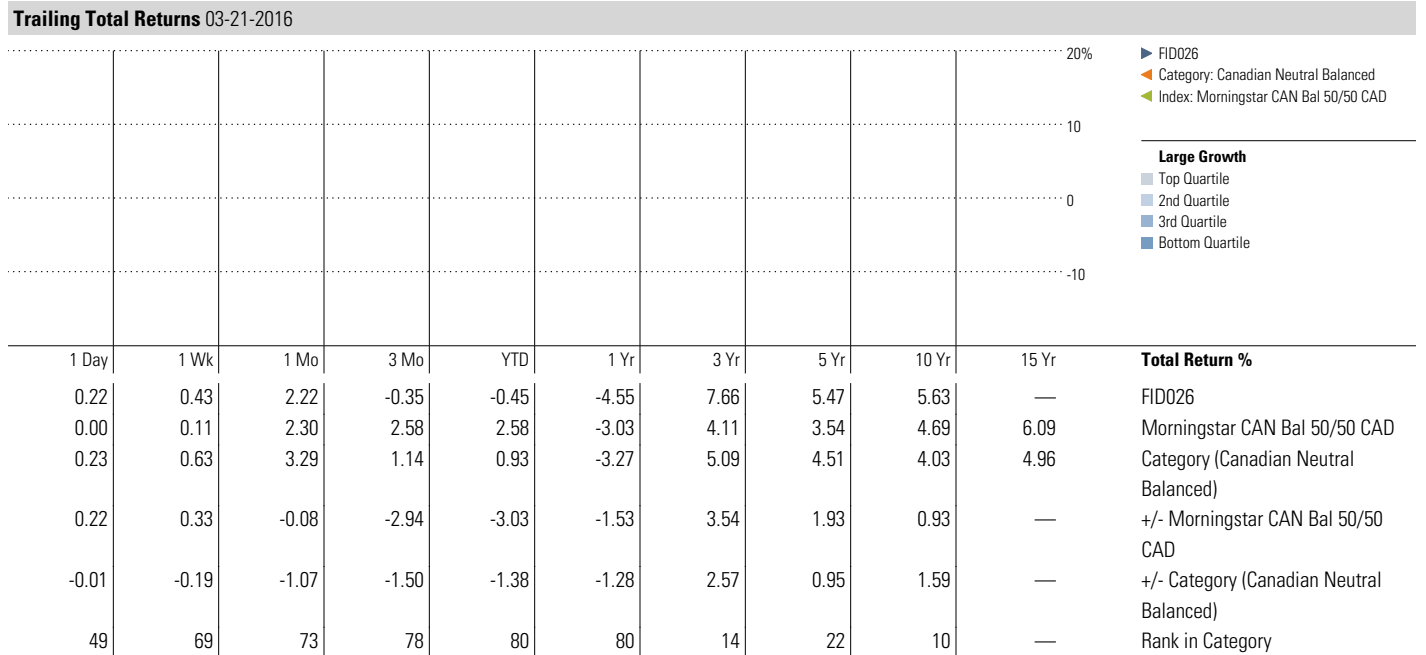 Trailing Total Returns 03-21-2016
20%
10
0
-10
FID026
Category: Canadian Neutral Balanced
Index: Morningstar CAN Bal 50/50 CAD
Large Growth
Top Quartile
2nd Quartile
3rd Quartile
Bottom Quartile
1 Day 1 Wk 1 Mo 3 Mo YTD 1 Yr 3 Yr 5 Yr 10 Yr 15 Yr Total Return %
0.22 0.43 2.22 -0.35 -0.45 -4.55 7.66 5.47 5.63 — FID026
0.00 0.11 2.30 2.58 2.58 -3.03 4.11 3.54 4.69 6.09 Morningstar CAN Bal 50/50 CAD
0.23 0.63 3.29 1.14 0.93 -3.27 5.09 4.51 4.03 4.96 Category (Canadian Neutral
Balanced)
0.22 0.33 -0.08 -2.94 -3.03 -1.53 3.54 1.93 0.93 — +/- Morningstar CAN Bal 50/50
CAD
-0.01 -0.19 -1.07 -1.50 -1.38 -1.28 2.57 0.95 1.59 — +/- Category (Canadian Neutral
Balanced)
49 69 73 78 80 80 14 22 10 — Rank in Category